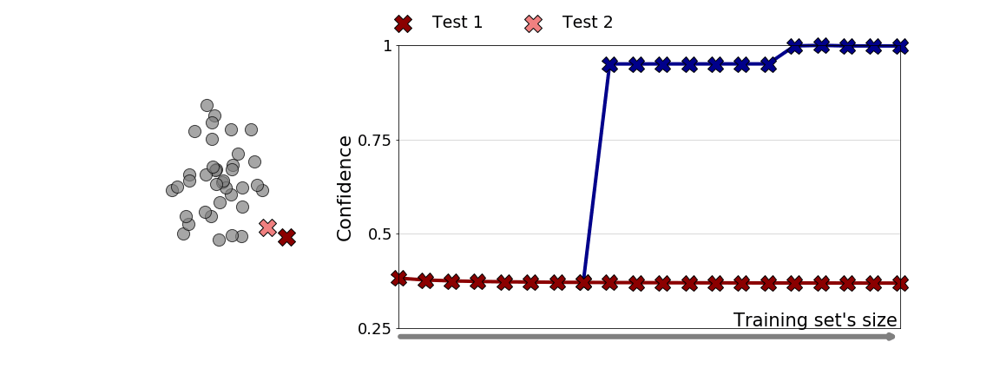 Test 1 Test 2
1
0.75
0.5
0.25
Confidence
Training set's size